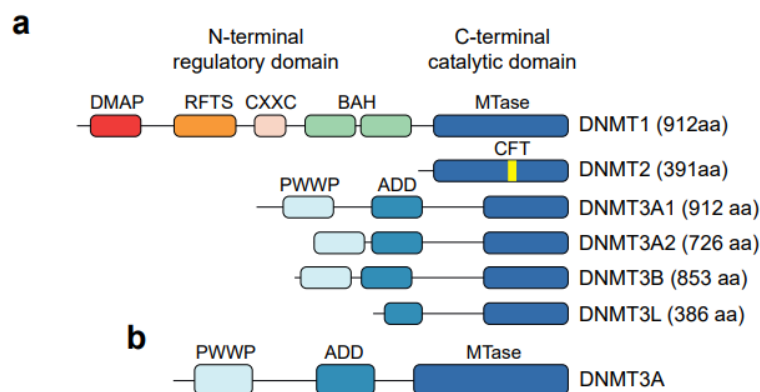 a
N-terminal regulatory domain
C-terminal catalytic domain
DMAP RFTS CXXC BAH MTase
DNMT1 (912aa)
CFT
DNMT2 (391aa)
PWWP ADD
DNMT3A1 (912 aa)
DNMT3A2 (726 aa)
DNMT3B (853 aa)
DNMT3L (386 aa)
b
PWWP ADD MTase
DNMT3A